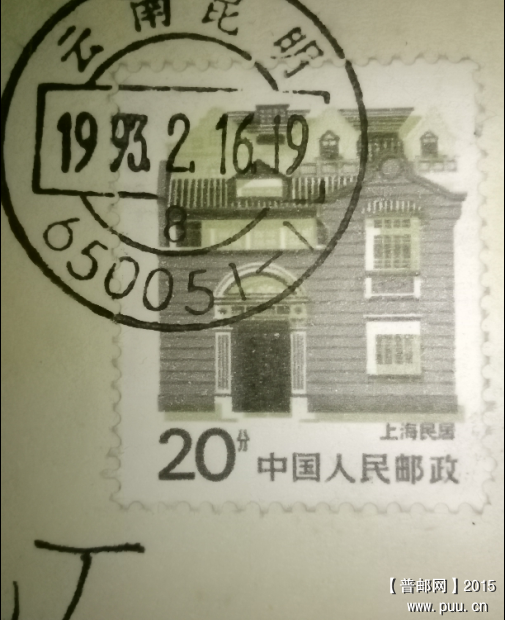 云南昆明
1993.2.16.19
8
65005
上海民居
20分 中国人民邮政
【普邮网】2015
www.puu.cn